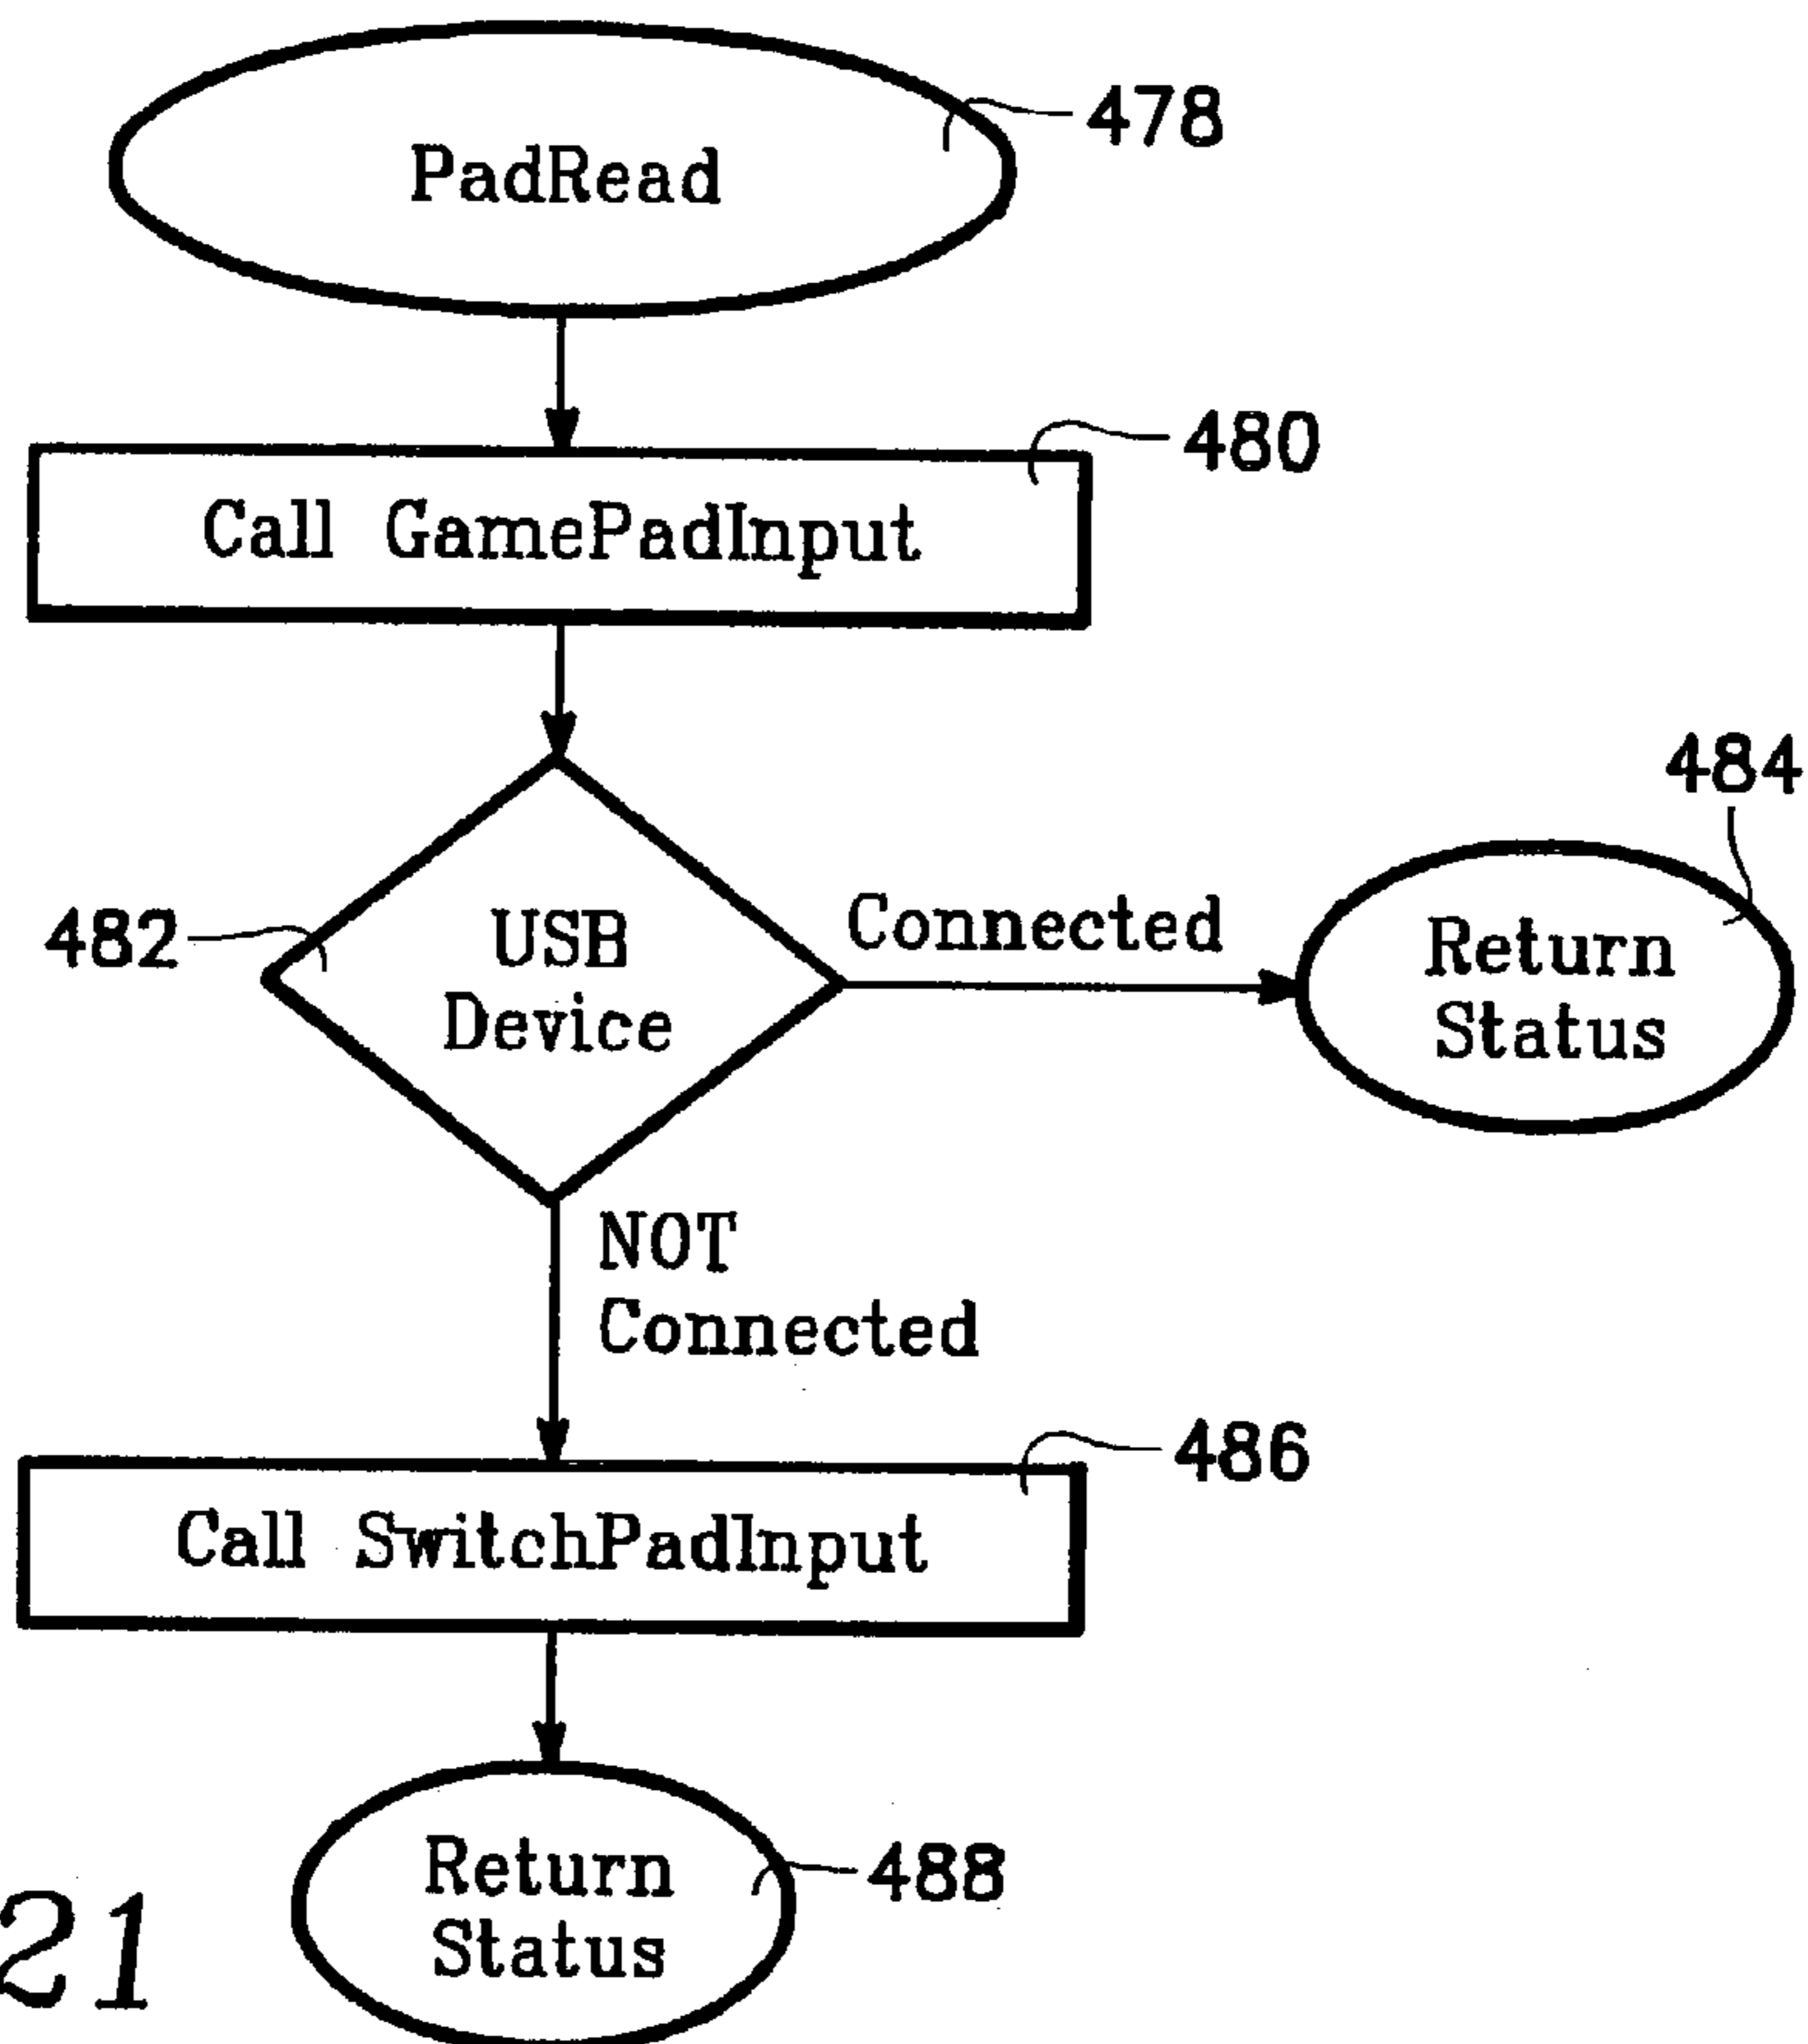 PadRead
478
Call GamePadInput
480
USB
Device
482
Connected
Return
Status
484
NOT
Connected
Call SwitchPadInput
486
Return
Status
488
21